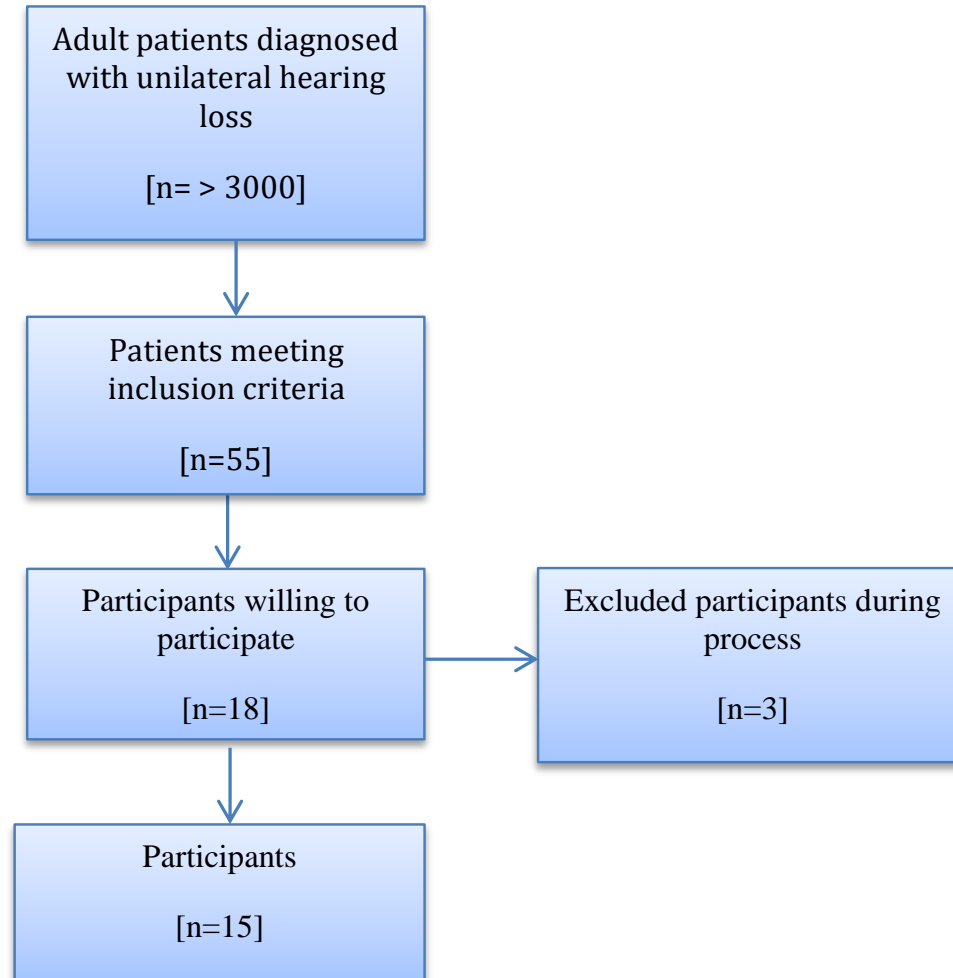 Adult patients diagnosed
with unilateral hearing
loss
[n= > 3000]
Patients meeting
inclusion criteria
[n=55]
Participants willing to
participate
[n=18]
Excluded participants during
process
[n=3]
Participants
[n=15]